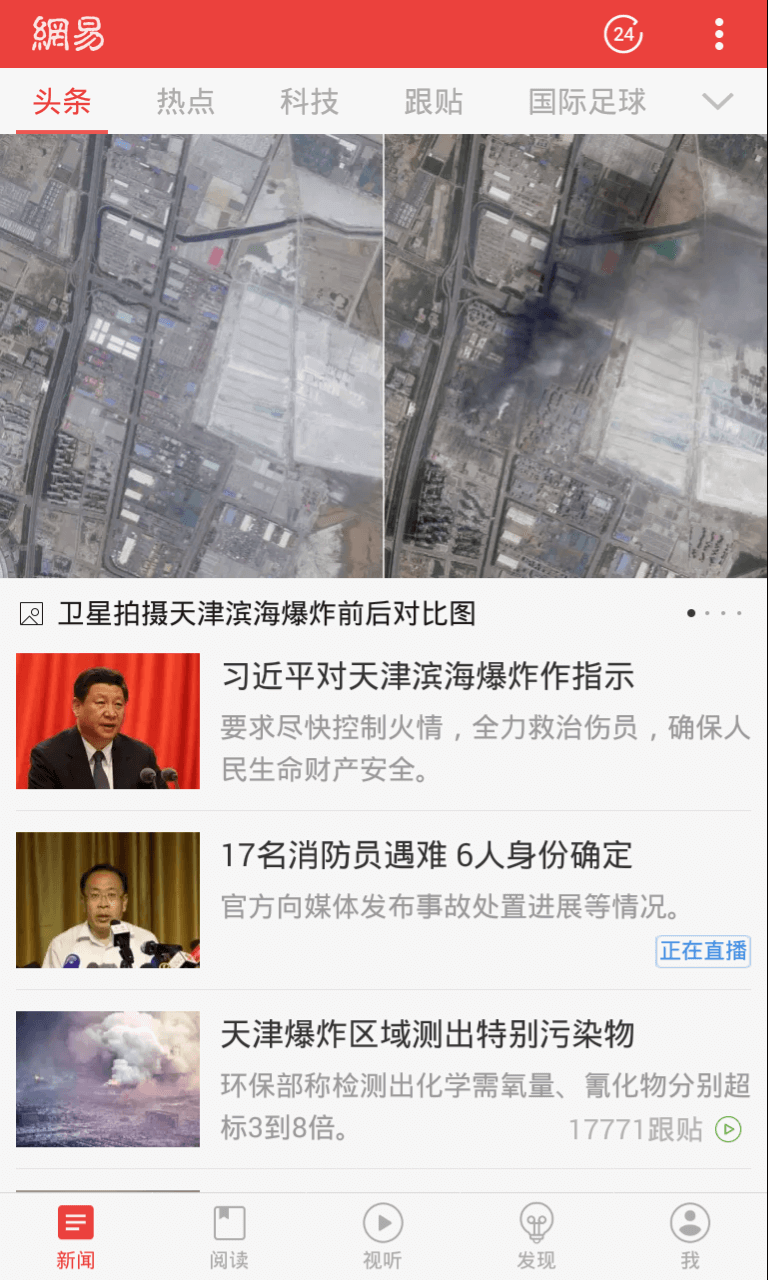 網易
24
头条 热点 科技 跟贴 国际足球
卫星拍摄天津滨海爆炸前后对比图
习近平对天津滨海爆炸作指示
要求尽快控制火情，全力救治伤员，确保人
民生命财产安全。
17名消防员遇难 6人身份确定
官方向媒体发布事故处置进展等情况。
正在直播
天津爆炸区域测出特别污染物
环保部称检测出化学需氧量、氰化物分别超
标3到8倍。
17771跟贴
新闻 阅读 视听 发现 我